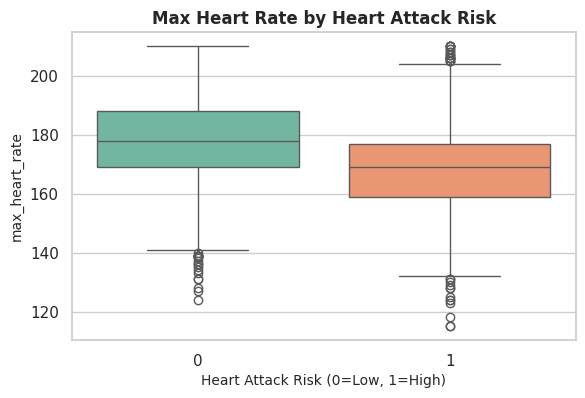 Max Heart Rate by Heart Attack Risk
max_heart_rate
200
180
160
140
120
0
1
Heart Attack Risk (0=Low, 1=High)